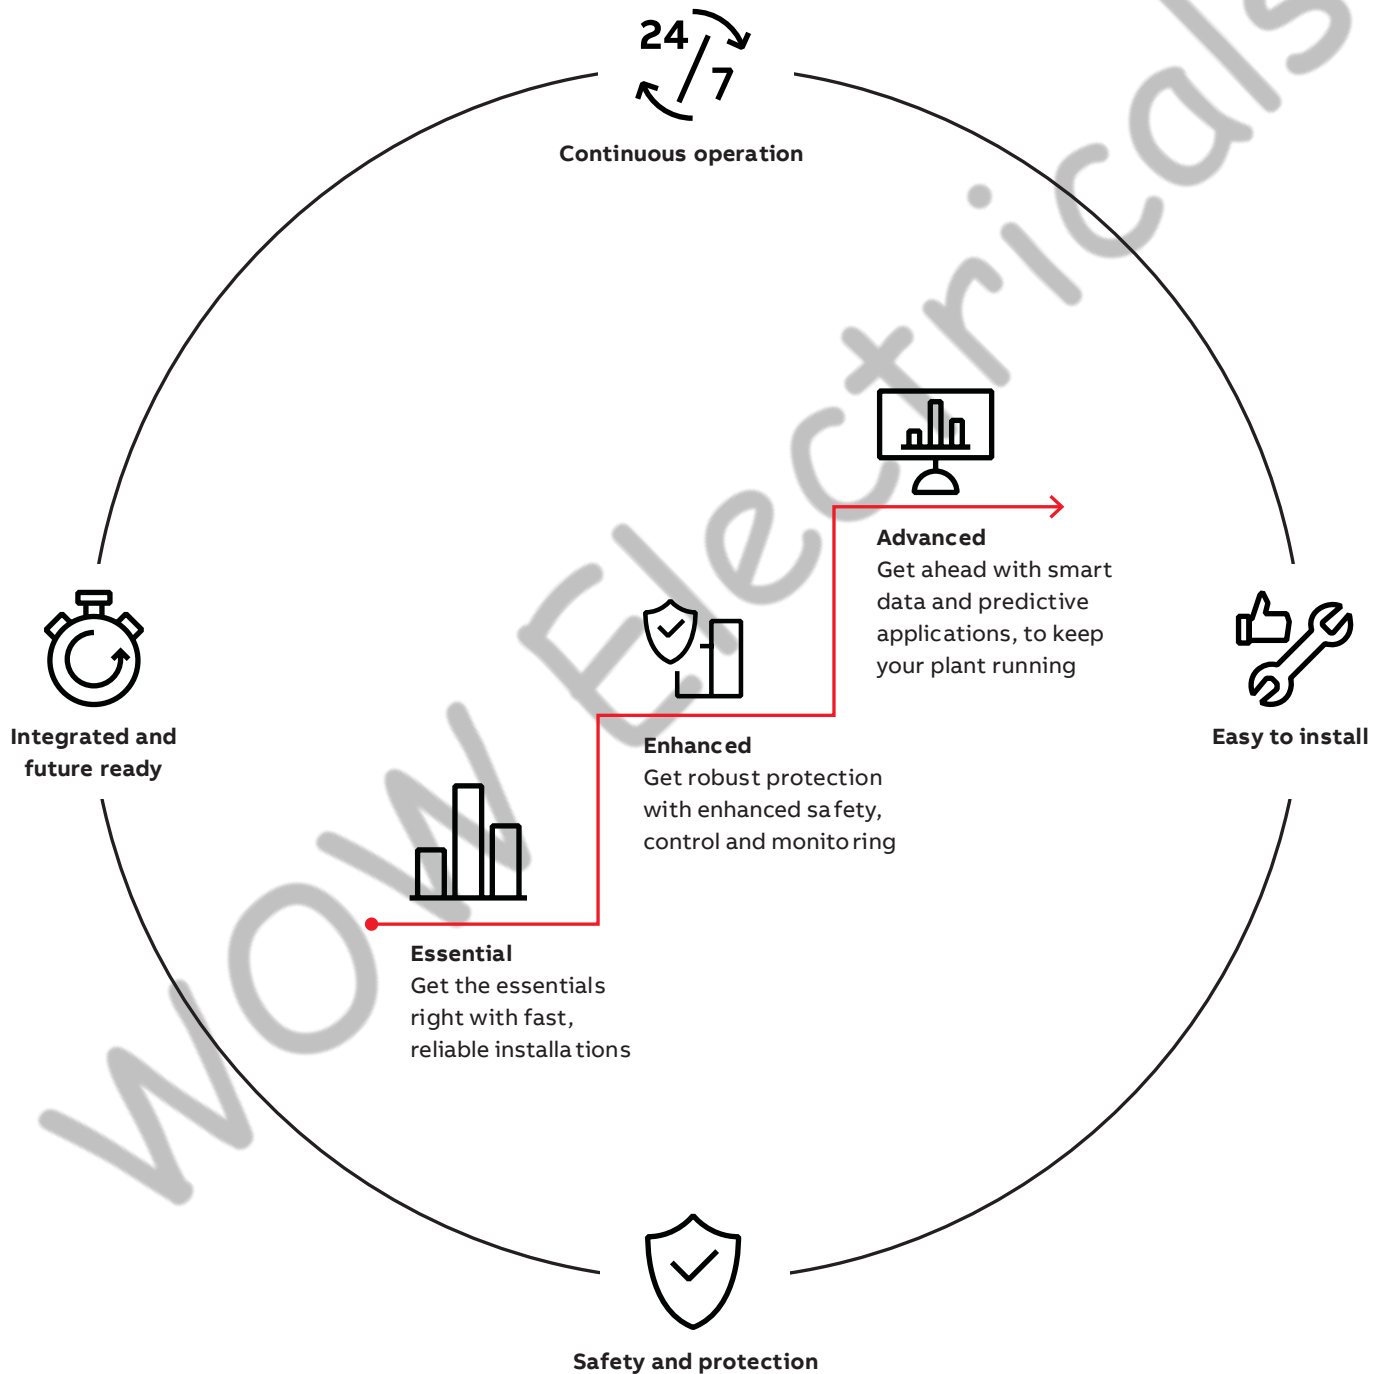 24
7
Continuous operation
Advanced
Get ahead with smart
data and predictive
applications, to keep
your plant running
Integrated and
future ready
Easy to install
Enhanced
Get robust protection
with enhanced safety,
control and monitoring
Essential
Get the essentials
right with fast,
reliable installations
Safety and protection
wow Electricals